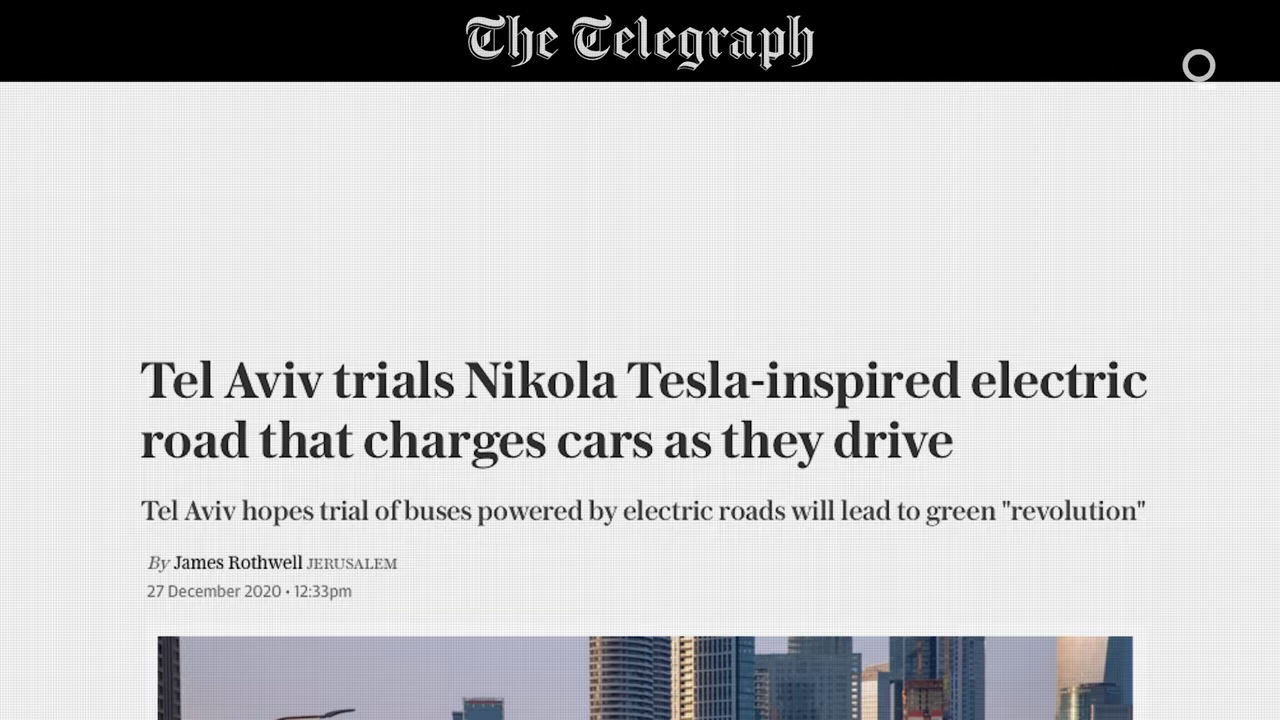 The Telegraph
Tel Aviv trials Nikola Tesla-inspired electric
road that charges cars as they drive
Tel Aviv hopes trial of buses powered by electric roads will lead to green "revolution"
By James Rothwell JERUSALEM
27 December 2020 • 12:33pm